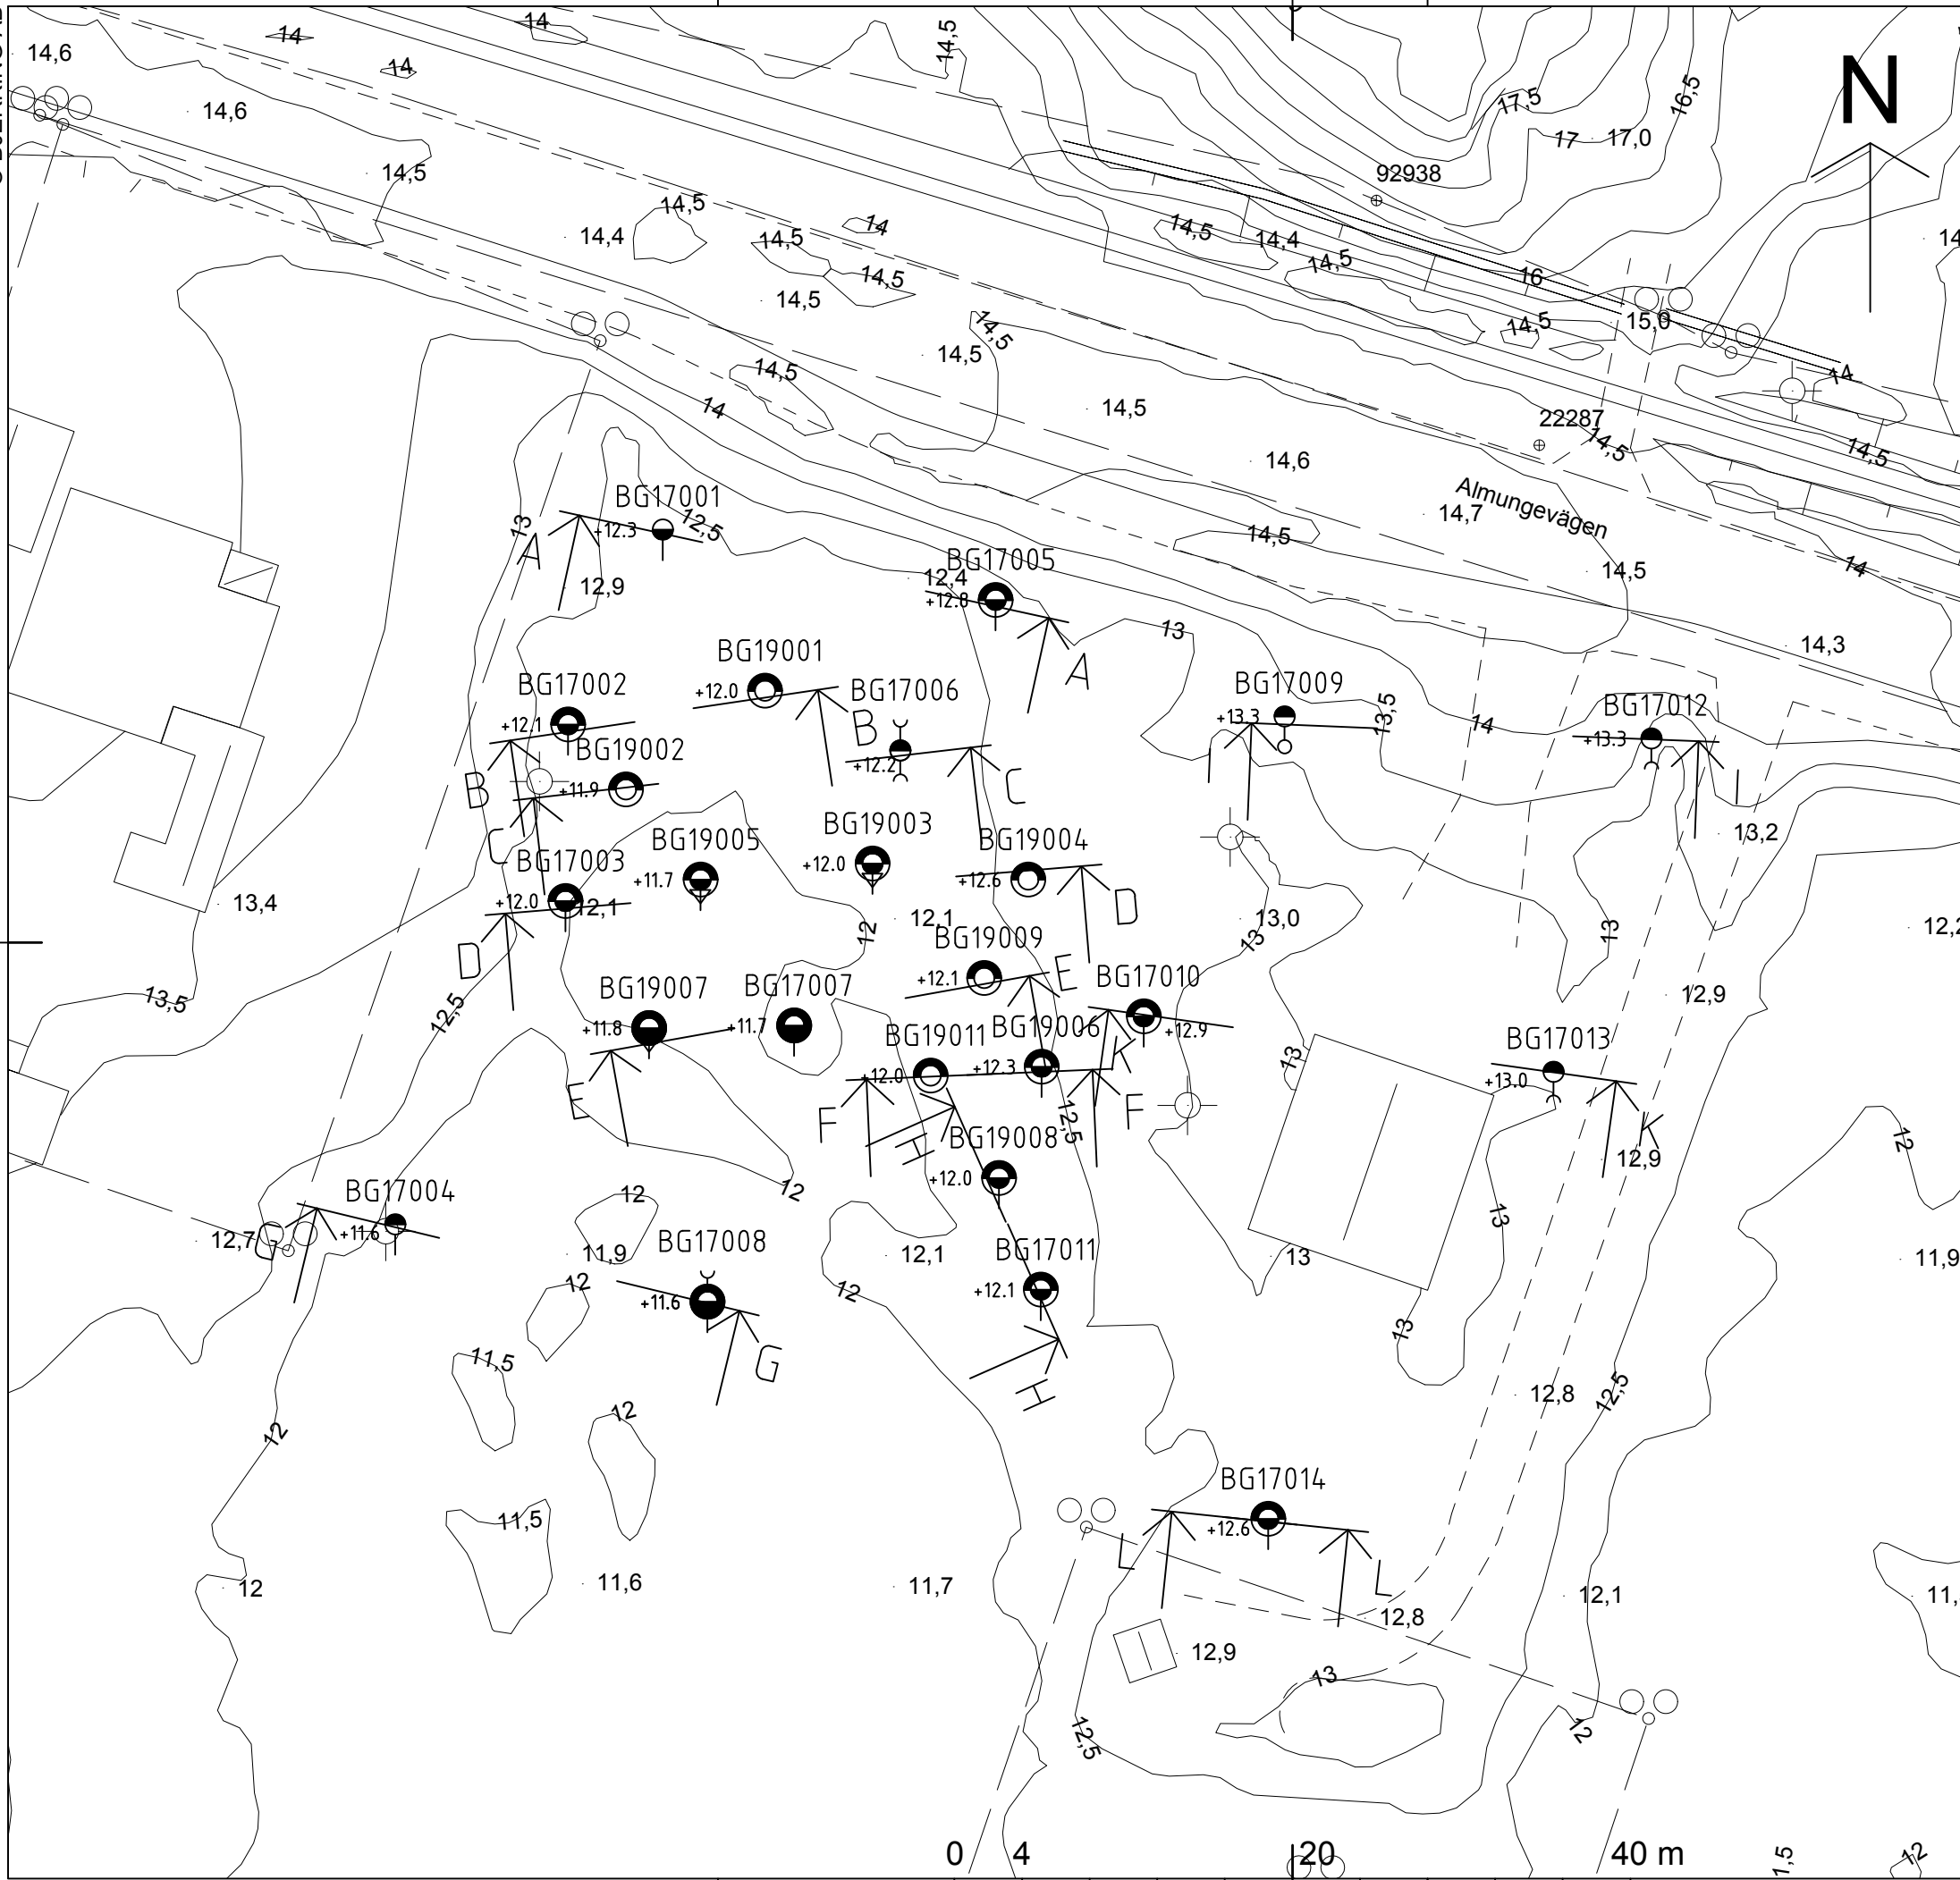 14
14
14
14,5
14,6
14,6
14,5
17,5
16,5
17
17,0
92938
N
14,5
14,4
14,5
14
14,5
14,5
14,5
14,4
14,5
16
14,5
14,5
14,5
15,0
14,5
14
14
14,5
22287
14,5
14,5
14,6
Almungevägen
14,7
BG17001
+12.3
12,5
13
A
12,9
14,5
14,5
14
BG17005
12,4
+12.8
13
A
14,3
BG19001
+12.0
B
BG17002
+12.1
BG17006
+12.2
C
BG17009
+13.3
13,5
14
I
BG17012
+13.3
I
BG19002
+11.9
B
C
13,2
BG17003
+12.0
12,1
D
BG19005
+11.7
BG19003
+12.0
BG19004
+12.6
D
13,4
12
12,1
13,0
13
13
BG19009
+12.1
E
BG17010
+12.9
K
12,9
13,5
12,5
BG19007
+11.8
E
BG17007
+11.7
BG19011
+12.0
BG19006
+12.3
F
F
13
BG17013
+13.0
K
12,9
12
H
12,5
BG19008
+12.0
BG17004
+11.6
G
12,7
12
12
11,9
13
BG17008
+11.6
G
12
12,1
12
BG17011
+12.1
H
13
13
11,9
11,5
12
12
12,8
12,5
11,5
BG17014
+12.6
L
L
12
11,6
11,7
12,1
12,8
12,9
13
12,5
12
0 4 20 40 m
12